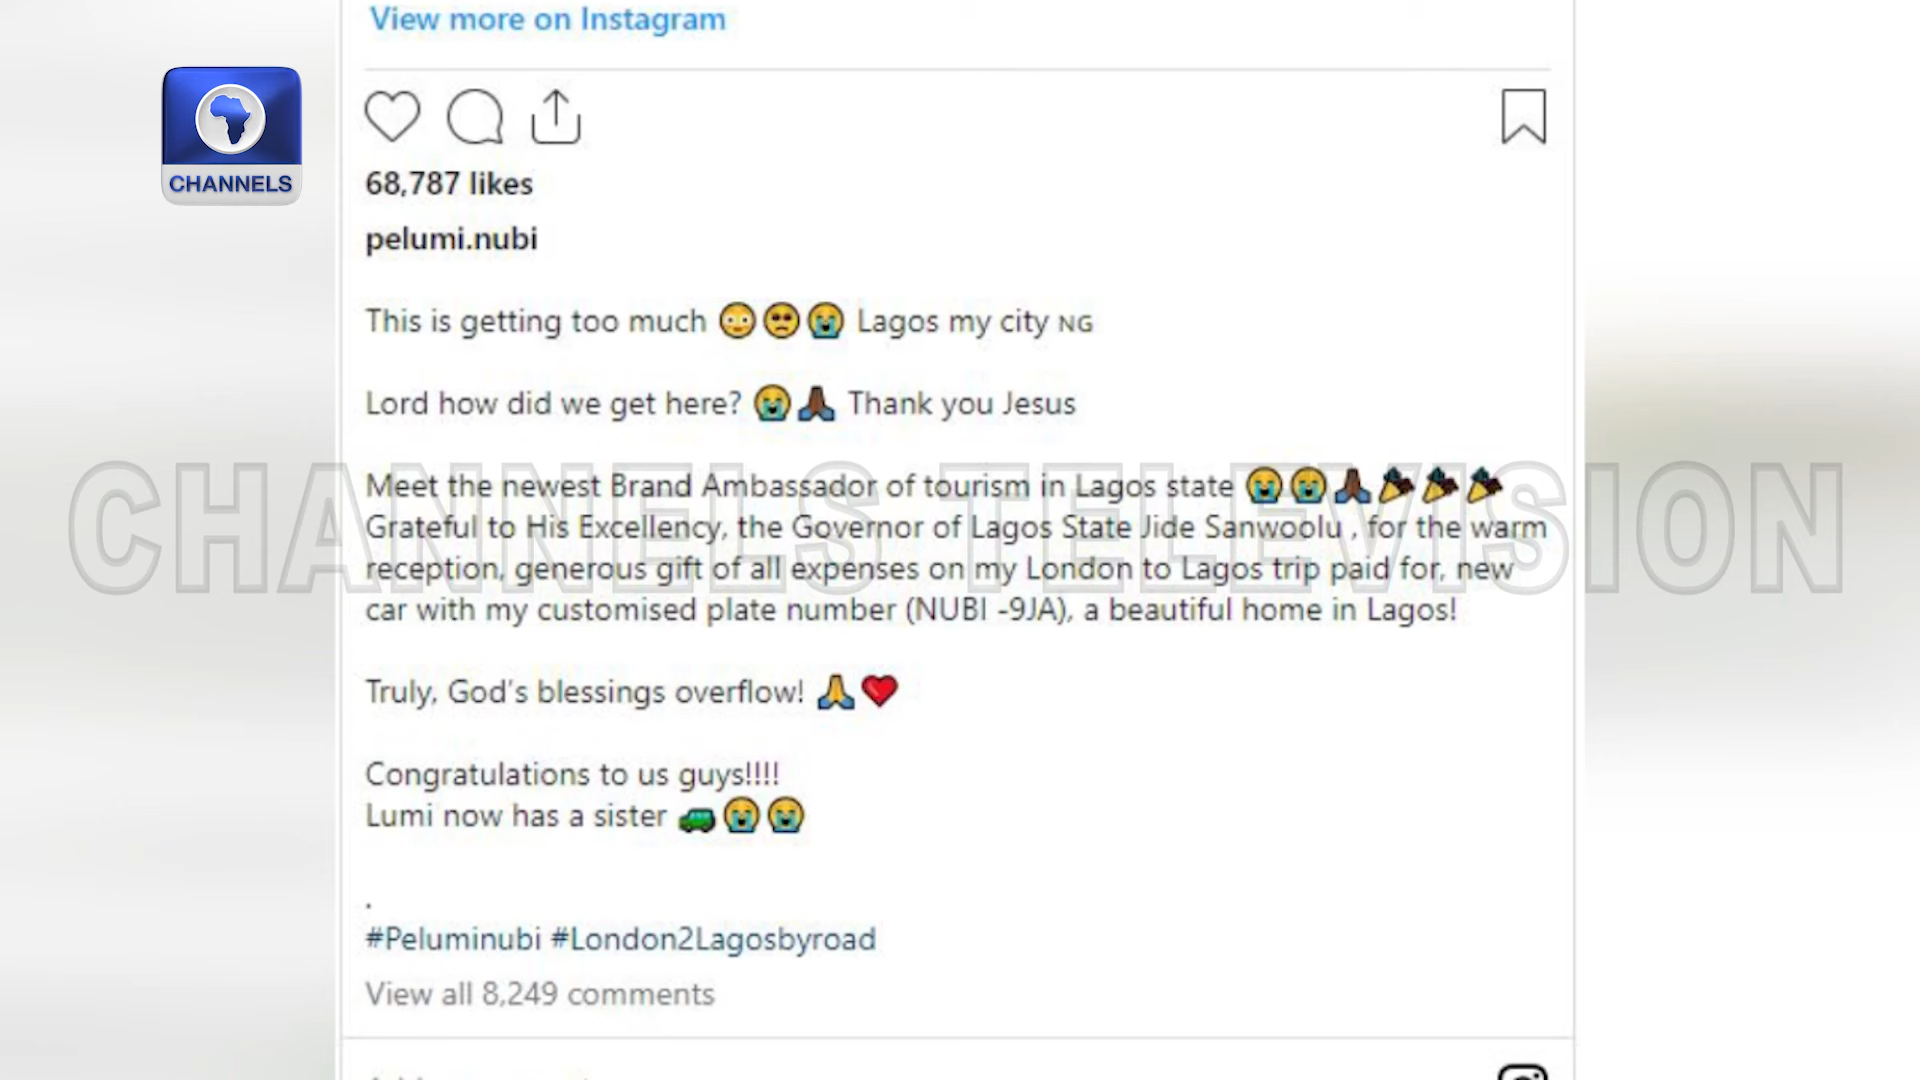 View more on Instagram
CHANNELS
68,787 likes
pelumi.nubi
This is getting too much 😳🥺😭 Lagos my city NG
Lord how did we get here? 😭🙏🏿 Thank you Jesus
Meet the newest Brand Ambassador of tourism in Lagos state 😭😭🙏🏿🎉🎉🎉
Grateful to His Excellency, the Governor of Lagos State Jide Sanwoolu , for the warm
reception, generous gift of all expenses on my London to Lagos trip paid for, new
car with my customised plate number (NUBI -9JA), a beautiful home in Lagos!
CHANNELS TELEVISION
Truly, God's blessings overflow! 🙏❤️
Congratulations to us guys!!!!
Lumi now has a sister 🚙😭😭
.
#Peluminubi #London2Lagosbyroad
View all 8,249 comments